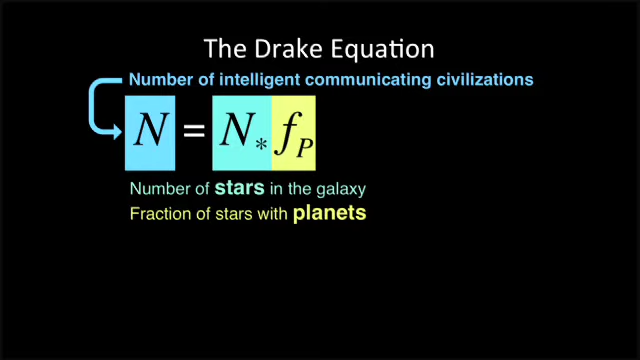 The Drake Equation
Number of intelligent communicating civilizations
N = N* fP
Number of stars in the galaxy
Fraction of stars with planets